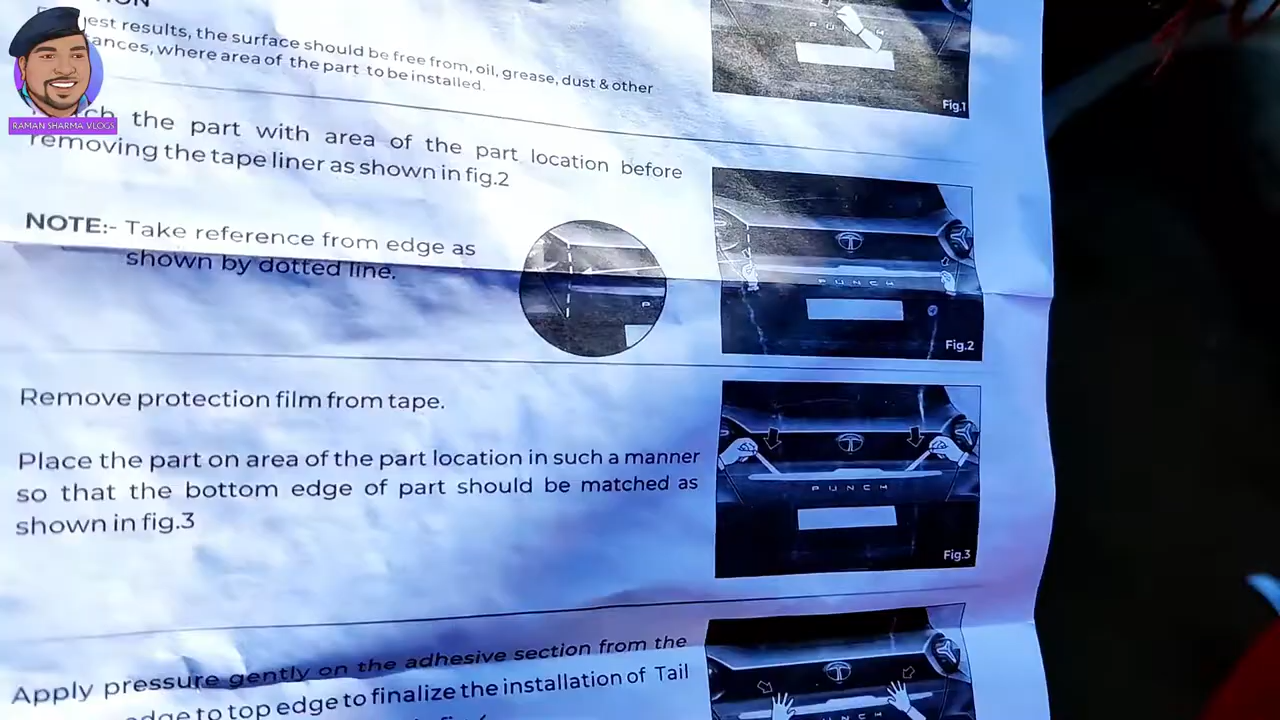 est results, the surface should be free from, oil, grease, dust & other
ances, where area of the part to be installed.
PUNCH
Fig.1
the part with area of the part location before
removing the tape liner as shown in fig.2
NOTE:- Take reference from edge as
shown by dotted line.
P
PUNCH
Fig.2
Remove protection film from tape.
Place the part on area of the part location in such a manner
so that the bottom edge of part should be matched as
shown in fig.3
PUNCH
Fig.3
Apply pressure gently on the adhesive section from the
edge to top edge to finalize the installation of Tail
RAMAN SHARMA VLOGS